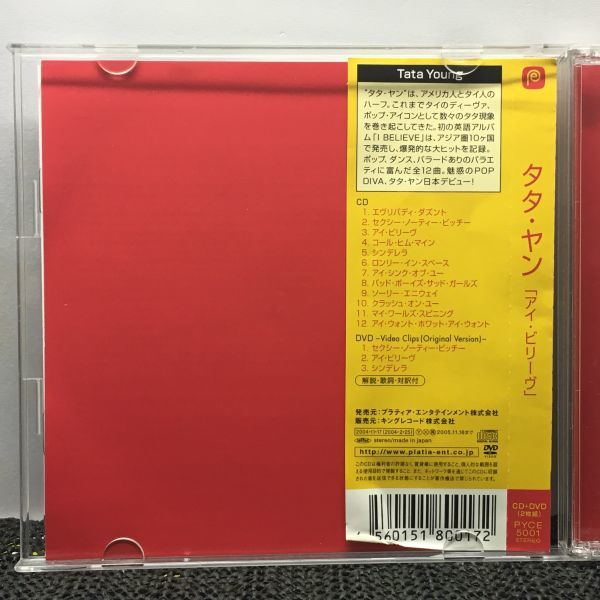 Tata Young
"タタ・ヤン"は、アメリカ人とタイ人の
ハーフ。これまでタイのディーヴァ、
ポップ・アイコンとして数々のタタ現象
を巻き起こしてきた。初の英語アルバ
ム「I BELIEVE」は、アジア圏10ヶ国
で発売し、爆発的な大ヒットを記録。
ポップ、ダンス、バラードありのバラエ
ティに富んだ全12曲。魅惑のPOP
DIVA、タタ・ヤン日本デビュー!
CD
1. エヴリバディ・ダズント
2. セクシー・ノーティー・ビッチー
3. アイ・ビリーヴ
4. コール・ヒム・マイン
5. シンデレラ
6. ロンリー・イン・スペース
7. アイ・シンク・オブ・ユー
8. バッド・ボーイズ・サッド・ガールズ
9. ソーリー・エニウェイ
10. クラッシュ・オン・ユー
11. マイ・ワールズ・スピニング
12. アイ・ウォント・ホワット・アイ・ウォント
DVD –Video Clips(Original Version)–
1. セクシー・ノーティー・ビッチー
2. アイ・ビリーヴ
3. シンデレラ
解説・歌詞・対訳付
発売元:プラティア・エンタテインメント株式会社
販売元:キングレコード株式会社
2005.11.16まで
stereo/made in japan
http://www.platia-ent.co.jp
4 560151 800172
タタ・ヤン
「アイ・ビリーヴ」
CD+DVD
(2枚組)
PYCE
5001
STEREO